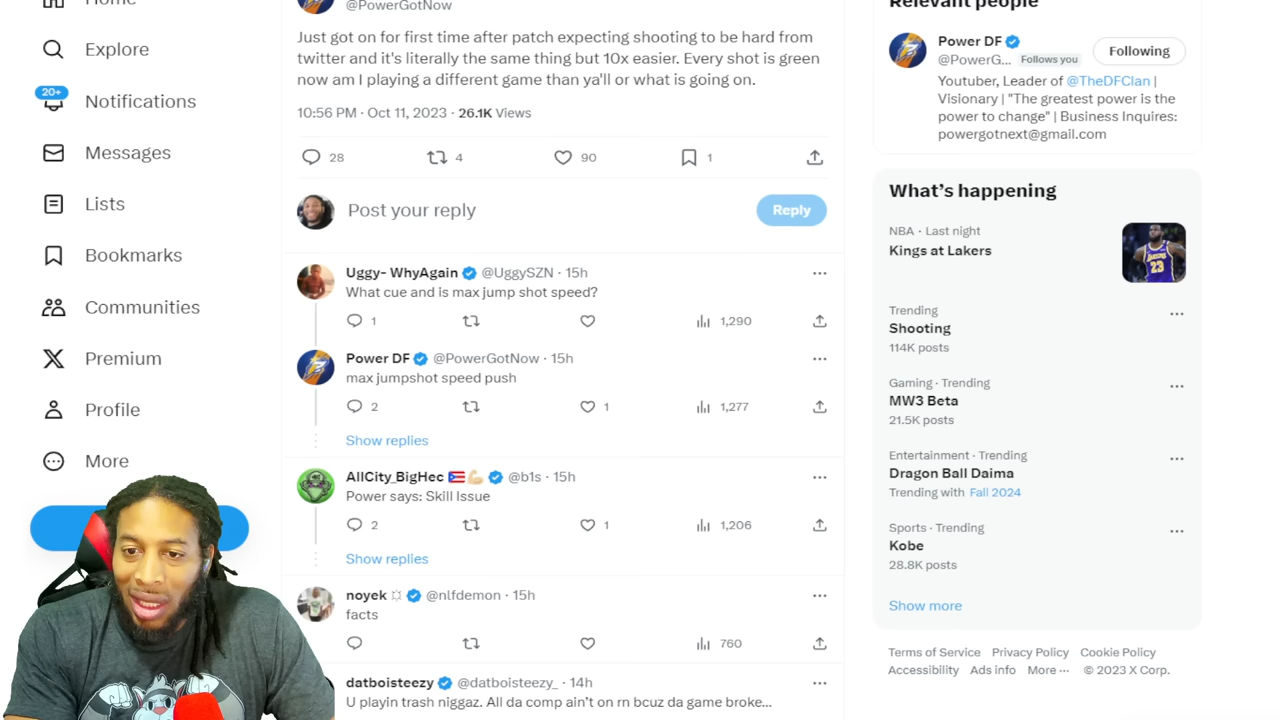 Home
Explore
20+
Notifications
Messages
Lists
Bookmarks
Communities
Premium
Profile
More
@PowerGotNow
Just got on for first time after patch expecting shooting to be hard from
twitter and it's literally the same thing but 10x easier. Every shot is green
now am I playing a different game than ya'll or what is going on.
10:56 PM · Oct 11, 2023 · 26.1K Views
28 4 90 1
Post your reply
Reply
Uggy- WhyAgain @UggySZN · 15h
What cue and is max jump shot speed?
1 1,290
Power DF @PowerGotNow · 15h
max jumpshot speed push
2 1 1,277
Show replies
AllCity_BigHec 🇵🇷💪🏼 @b1s · 15h
Power says: Skill Issue
2 1 1,206
Show replies
noyek @nlfdemon · 15h
facts
760
datboisteezy @datboisteezy_ · 14h
U playin trash niggaz. All da comp ain't on rn bcuz da game broke...
Relevant people
Power DF
@PowerG... Follows you
Following
Youtuber, Leader of @TheDFClan |
Visionary | "The greatest power is the
power to change" | Business Inquires:
powergotnext@gmail.com
What's happening
NBA · Last night
Kings at Lakers
Trending
Shooting
114K posts
Gaming · Trending
MW3 Beta
21.5K posts
Entertainment · Trending
Dragon Ball Daima
Trending with Fall 2024
Sports · Trending
Kobe
28.8K posts
Show more
Terms of Service Privacy Policy Cookie Policy
Accessibility Ads info More ··· © 2023 X Corp.